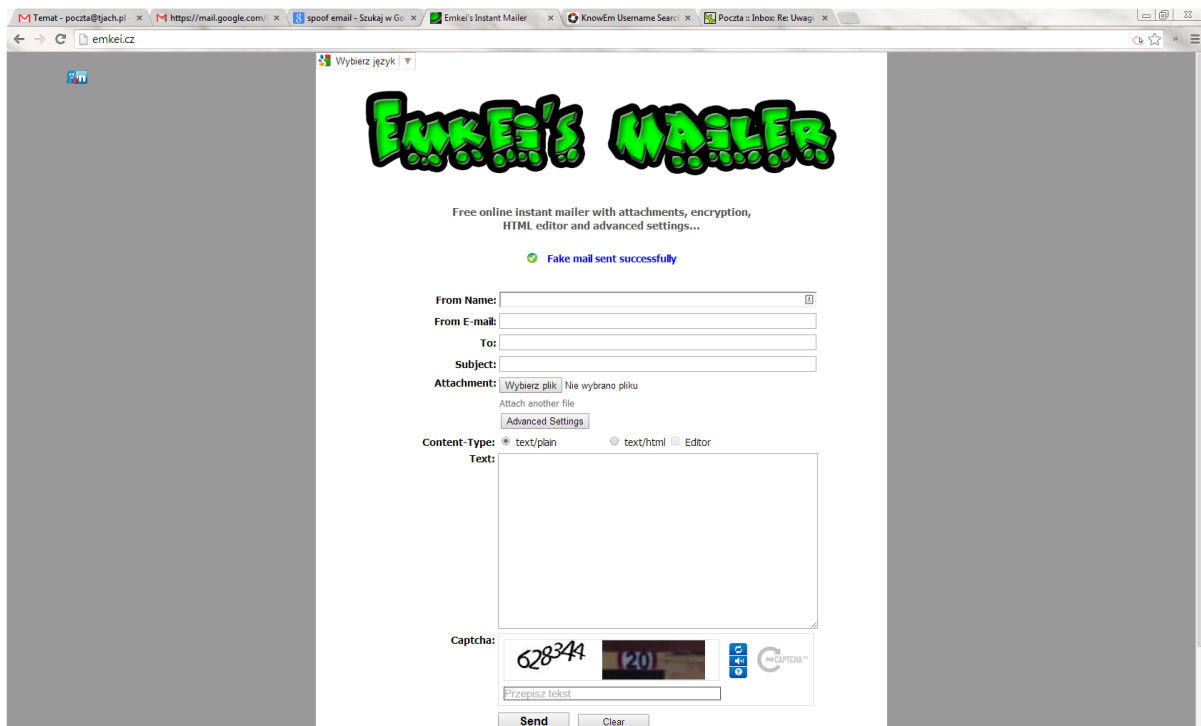 Temat - poczta@tjach.pl -
https://mail.google.com/
spoof email - Szukaj w Go
Emkei's Instant Mailer
KnowEm Username Search
Poczta :: Inbox: Re: Uwagi
emkei.cz
Wybierz język
EMKEI'S MAILER
Free online instant mailer with attachments, encryption,
HTML editor and advanced settings...
Fake mail sent successfully
From Name:
From E-mail:
To:
Subject:
Attachment: Wybierz plik Nie wybrano pliku
Attach another file
Advanced Settings
Content-Type: text/plain text/html Editor
Text:
Captcha:
628344 (20)
reCAPTCHA™
Przepisz tekst
Send Clear